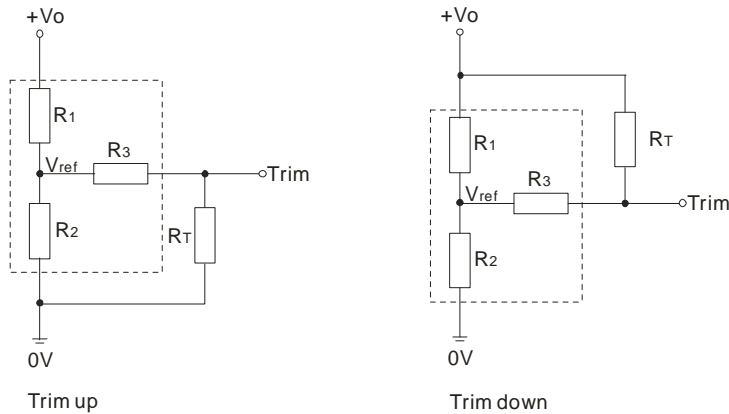 +Vo
R1
Vref
R3
Trim
R2
RT
0V
Trim up
+Vo
R1
RT
Vref
R3
Trim
R2
0V
Trim down